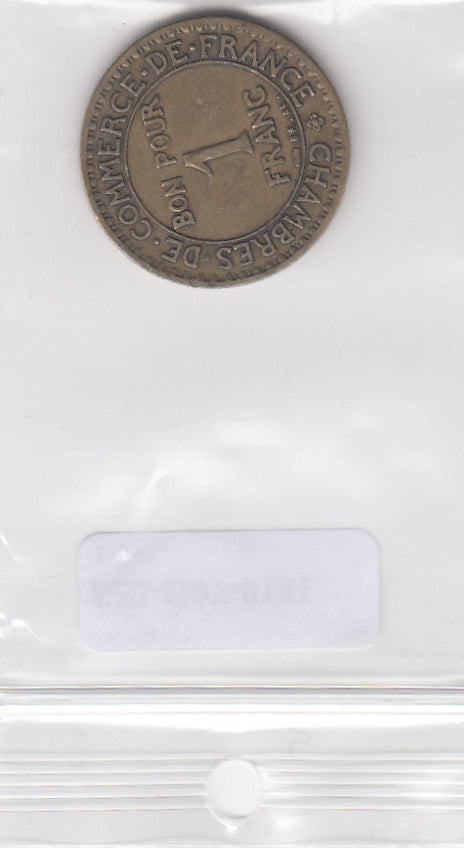 CHAMBRES·DE·COMMERCE·DE·FRANCE
BON POUR
1
FRANC